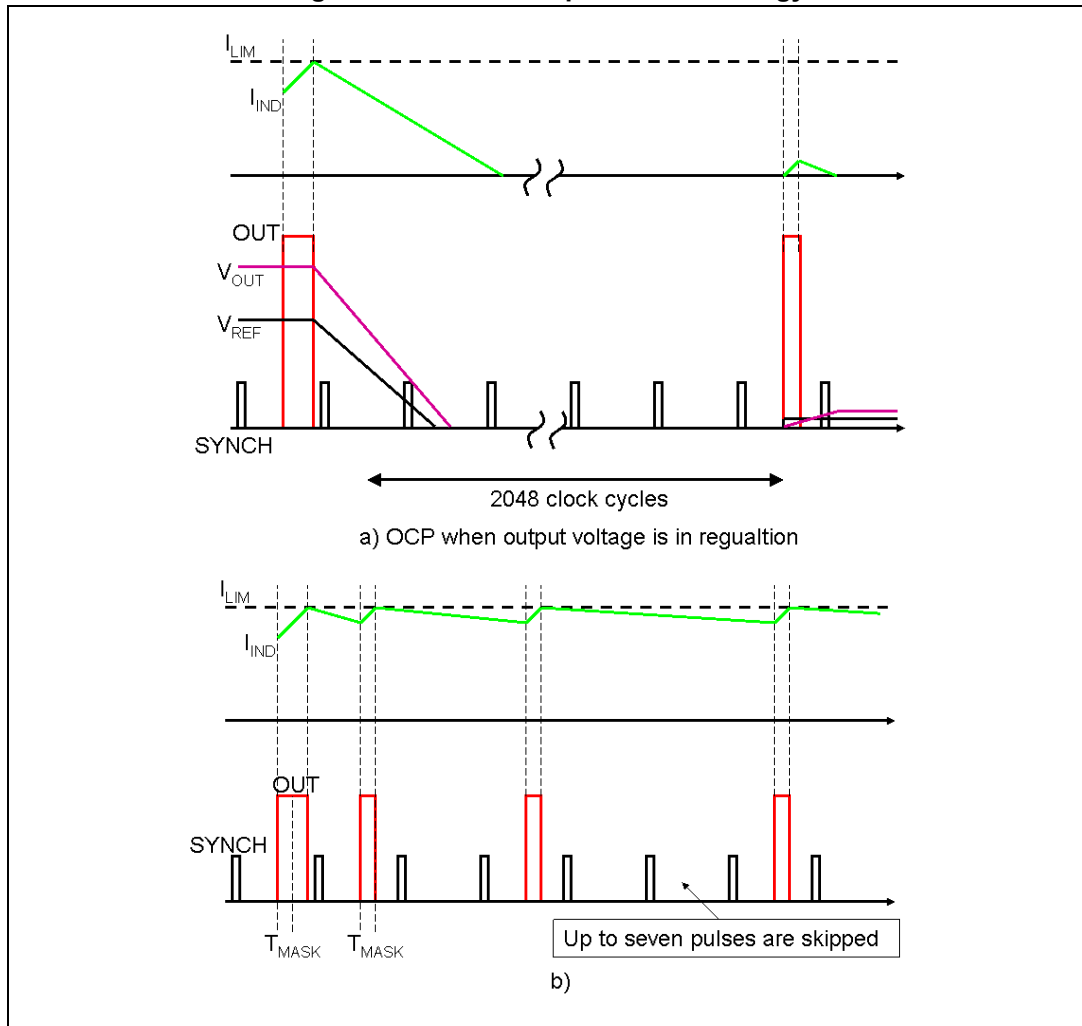 I_LIM
I_IND
OUT
V_OUT
V_REF
SYNCH
2048 clock cycles
a) OCP when output voltage is in regualtion
I_LIM
I_IND
OUT
SYNCH
T_MASK T_MASK
Up to seven pulses are skipped
b)